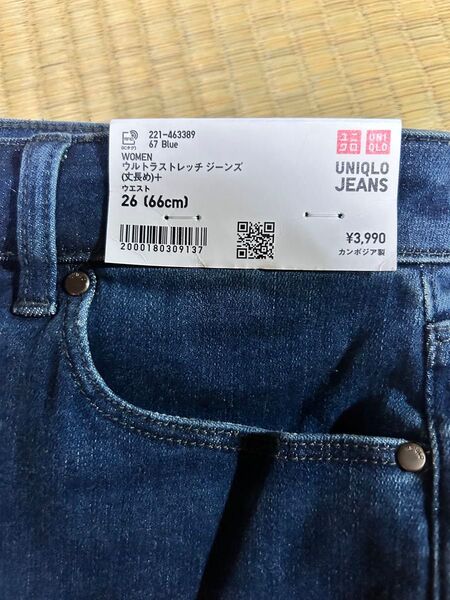 221-463389
67 Blue
WOMEN
ウルトラストレッチ ジーンズ
(丈長め)+
ウエスト
26 (66cm)
2000180309137
ユニ
クロ
UNI
QLO
UNIQLO
JEANS
¥3,990
カンボジア製